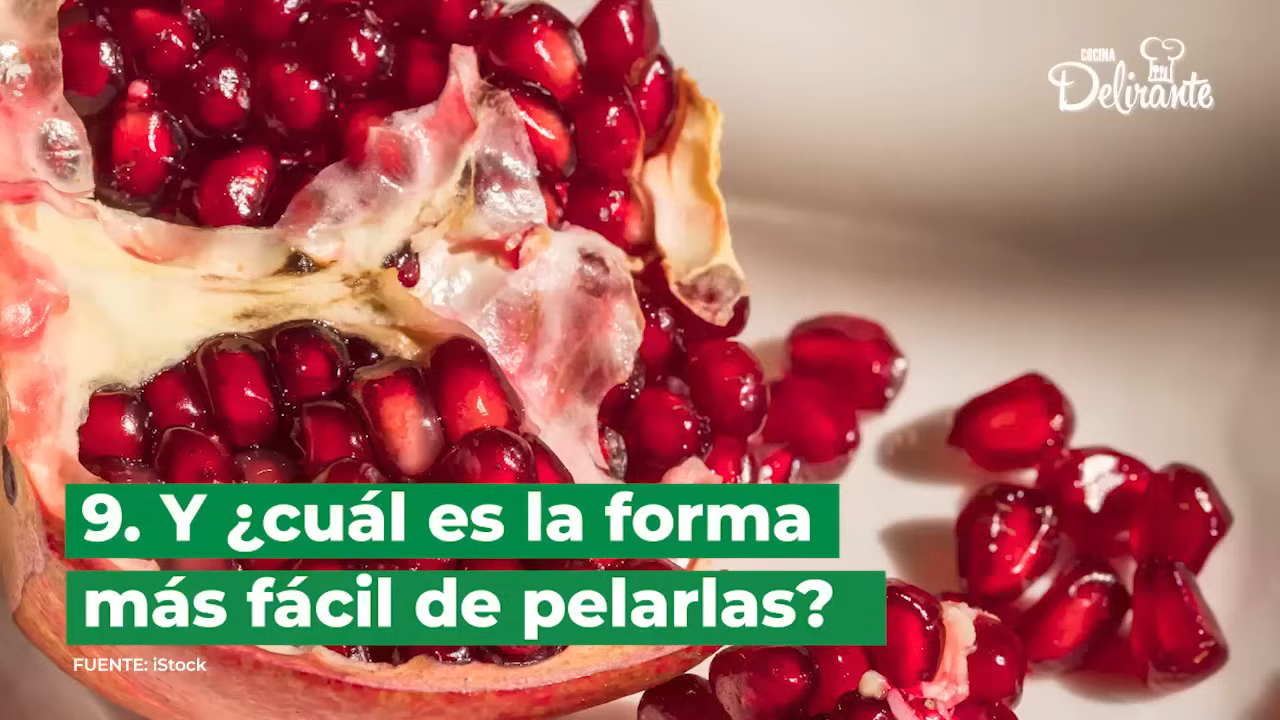 COCINA
Delirante
9. Y ¿cuál es la forma
más fácil de pelarlas?
FUENTE: iStock